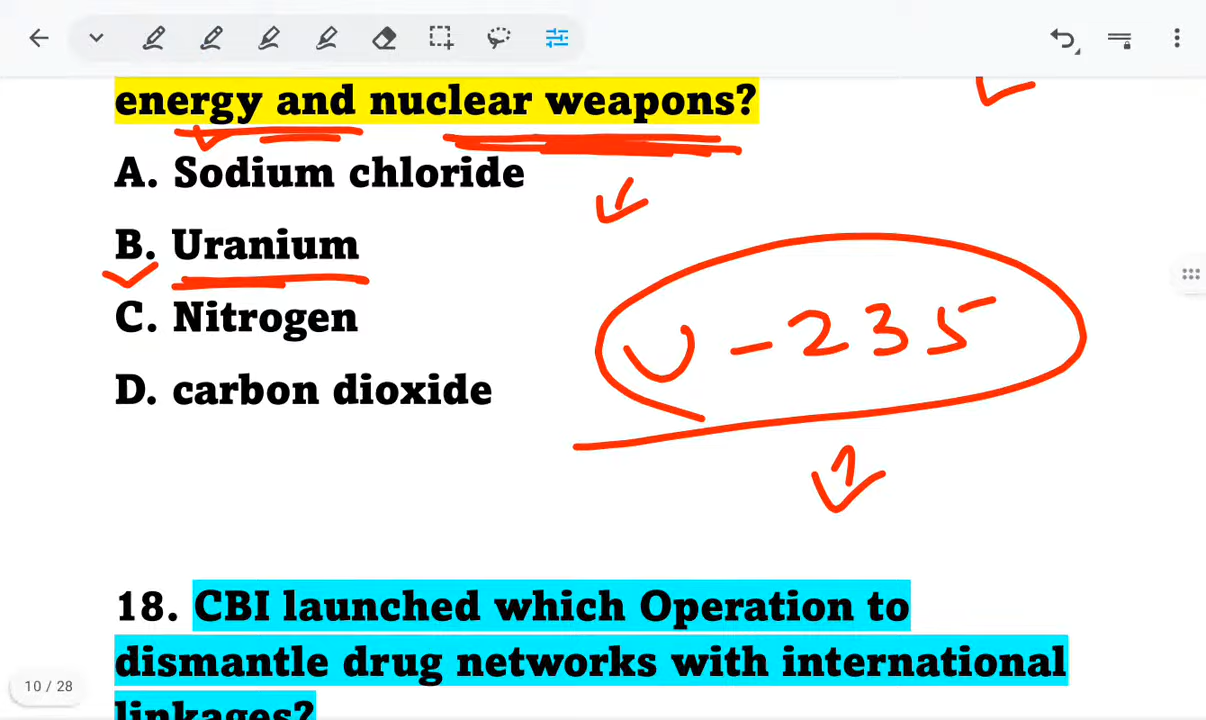 energy and nuclear weapons?
A. Sodium chloride
B. Uranium
C. Nitrogen
U - 235
D. carbon dioxide
18. CBI launched which Operation to
dismantle drug networks with international
linkages?
10 / 28